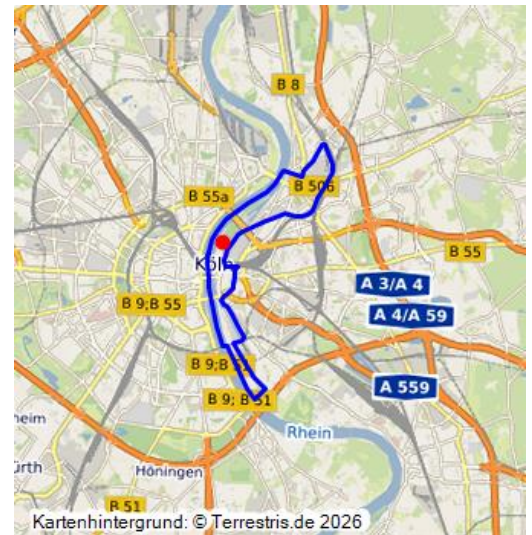 B 8
B 506
B 55a
Köln
B 55
A 3/A 4
B 9;B 55
A 4/A 59
B 9;B 51
A 559
B 9; B 51
Rhein
heim
ürth
Höningen
B 51
Kartenhintergrund: © Terrestris.de 2026